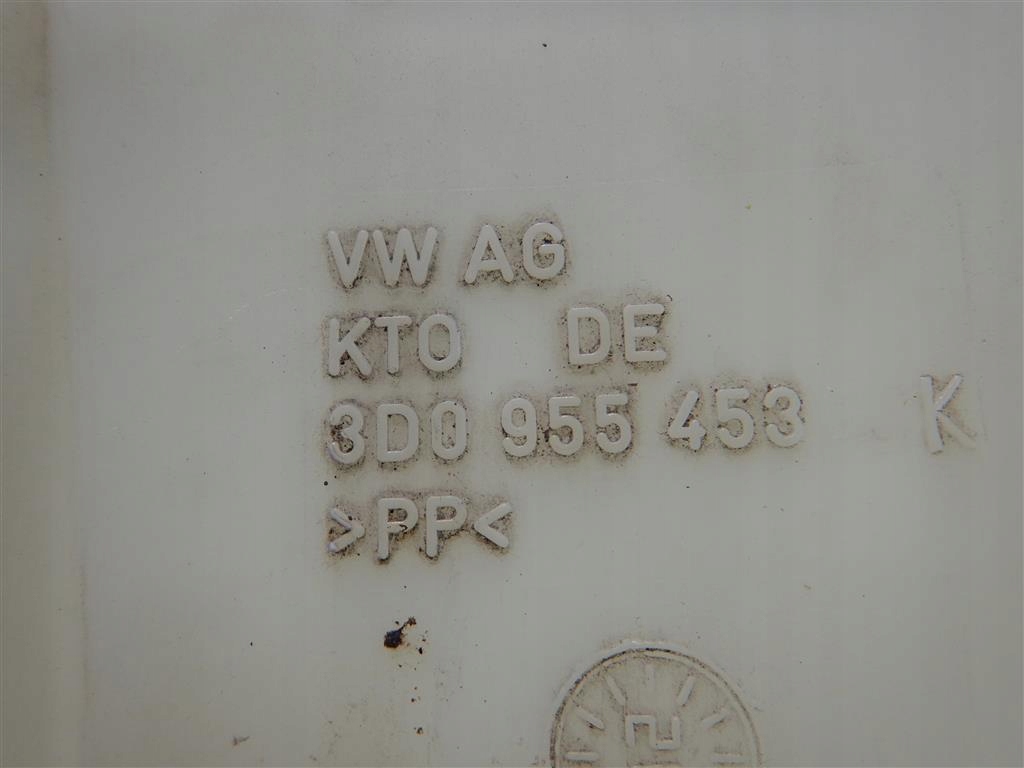 VW AG
KTO DE
3D0 955 453 K
>PP<